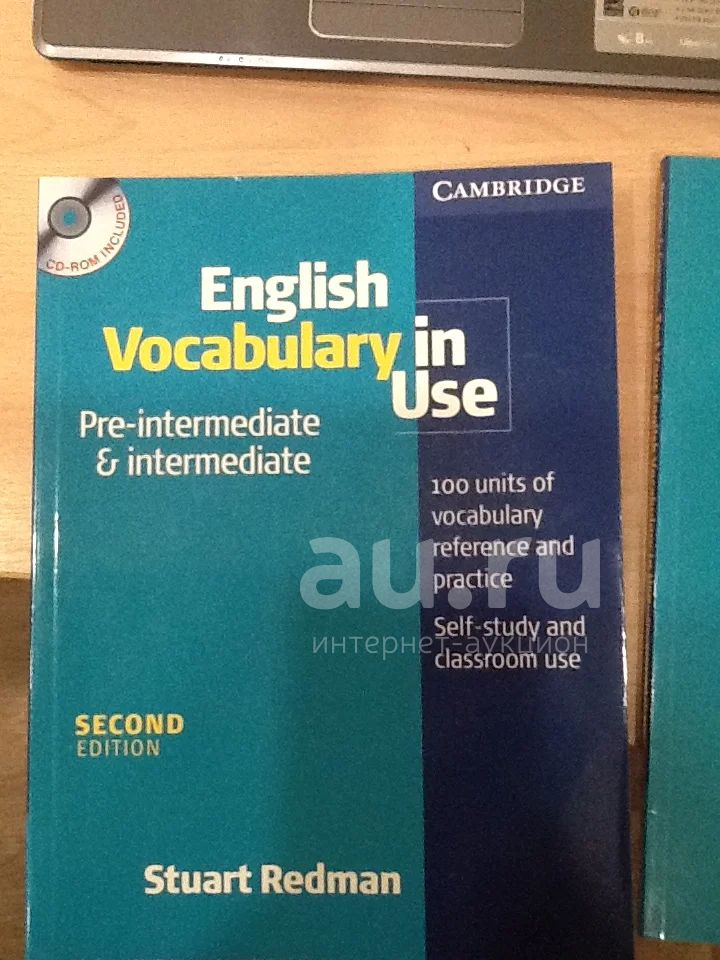 CAMBRIDGE
CD-ROM INCLUDED
English
Vocabulary in
Use
Pre-intermediate
& intermediate
100 units of
vocabulary
reference and
practice
Self-study and
classroom use
au.ru
интернет-аукцион
SECOND
EDITION
Stuart Redman